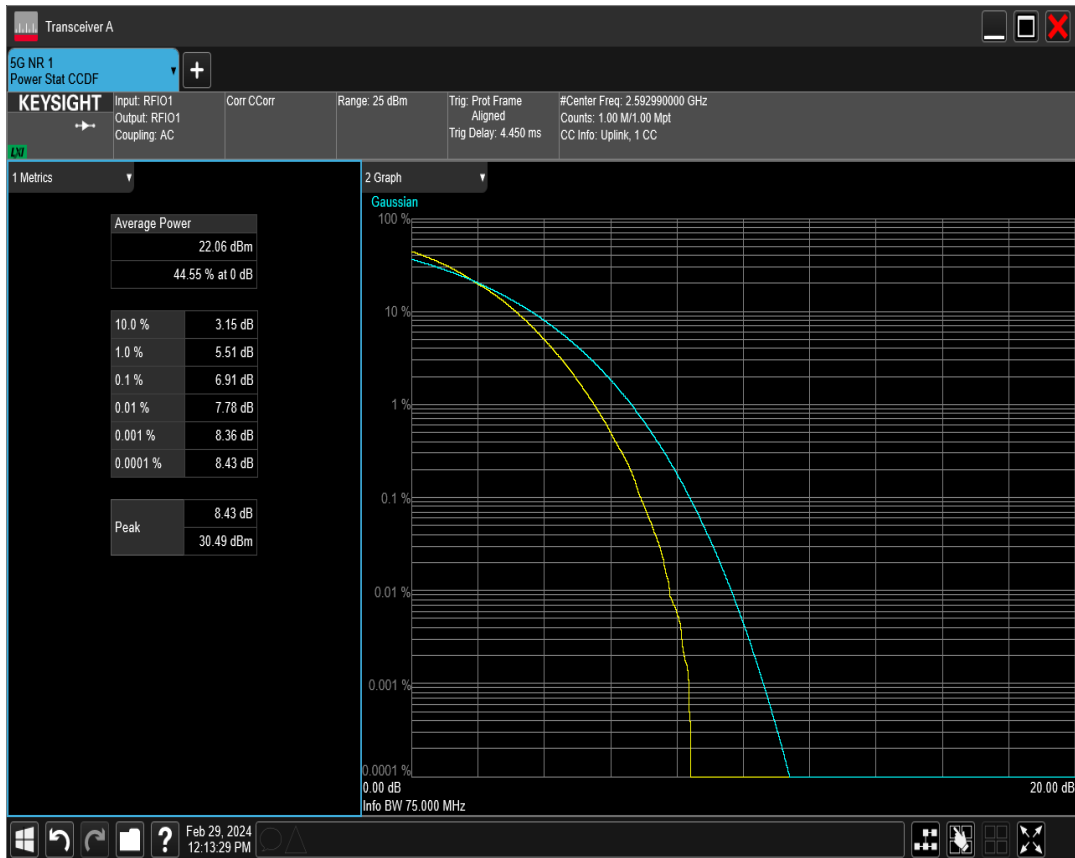 Transceiver A
5G NR 1
Power Stat CCDF
+
KEYSIGHT
LXI
Input: RFIO1
Output: RFIO1
Coupling: AC
Corr CCorr
Range: 25 dBm
Trig: Prot Frame
Aligned
Trig Delay: 4.450 ms
#Center Freq: 2.592990000 GHz
Counts: 1.00 M/1.00 Mpt
CC Info: Uplink, 1 CC
1 Metrics
Average Power
22.06 dBm
44.55 % at 0 dB
10.0 % 3.15 dB
1.0 % 5.51 dB
0.1 % 6.91 dB
0.01 % 7.78 dB
0.001 % 8.36 dB
0.0001 % 8.43 dB
Peak
8.43 dB
30.49 dBm
2 Graph
Gaussian
100 %
10 %
1 %
0.1 %
0.01 %
0.001 %
0.0001 %
0.00 dB
20.00 dB
Info BW 75.000 MHz
?
Feb 29, 2024
12:13:29 PM